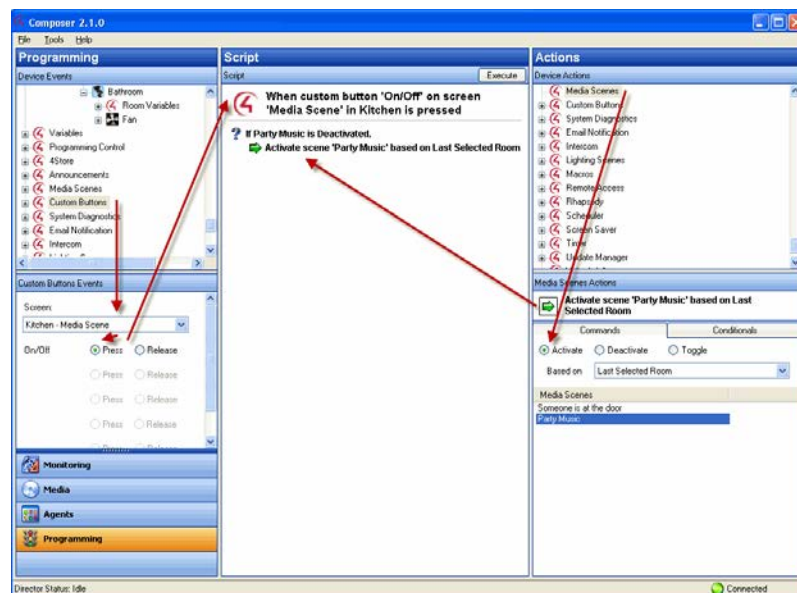 Composer 2.1.0
File Tools Help
Programming
Device Events
Bathroom
Room Variables
Fan
Variables
Programming Control
4Store
Announcements
Media Scenes
Custom Buttons
System Diagnostics
Email Notification
Intercom
Custom Buttons Events
Screen:
Kitchen - Media Scene
On/Off Press Release
Press Release
Press Release
Press Release
Press Release
Monitoring
Media
Agents
Programming
Script
Script Execute
When custom button 'On/Off' on screen
'Media Scene' in Kitchen is pressed
If Party Music is Deactivated.
Activate scene 'Party Music' based on Last Selected Room
Actions
Device Actions
Media Scenes
Custom Buttons
System Diagnostics
Email Notification
Intercom
Lighting Scenes
Macros
Remote Access
Rhapsody
Scheduler
Screen Saver
Timer
Update Manager
Media Scenes Actions
Activate scene 'Party Music' based on Last
Selected Room
Commands Conditionals
Activate Deactivate Toggle
Based on Last Selected Room
Media Scenes
Someone is at the door
Party Music
Director Status: Idle Connected